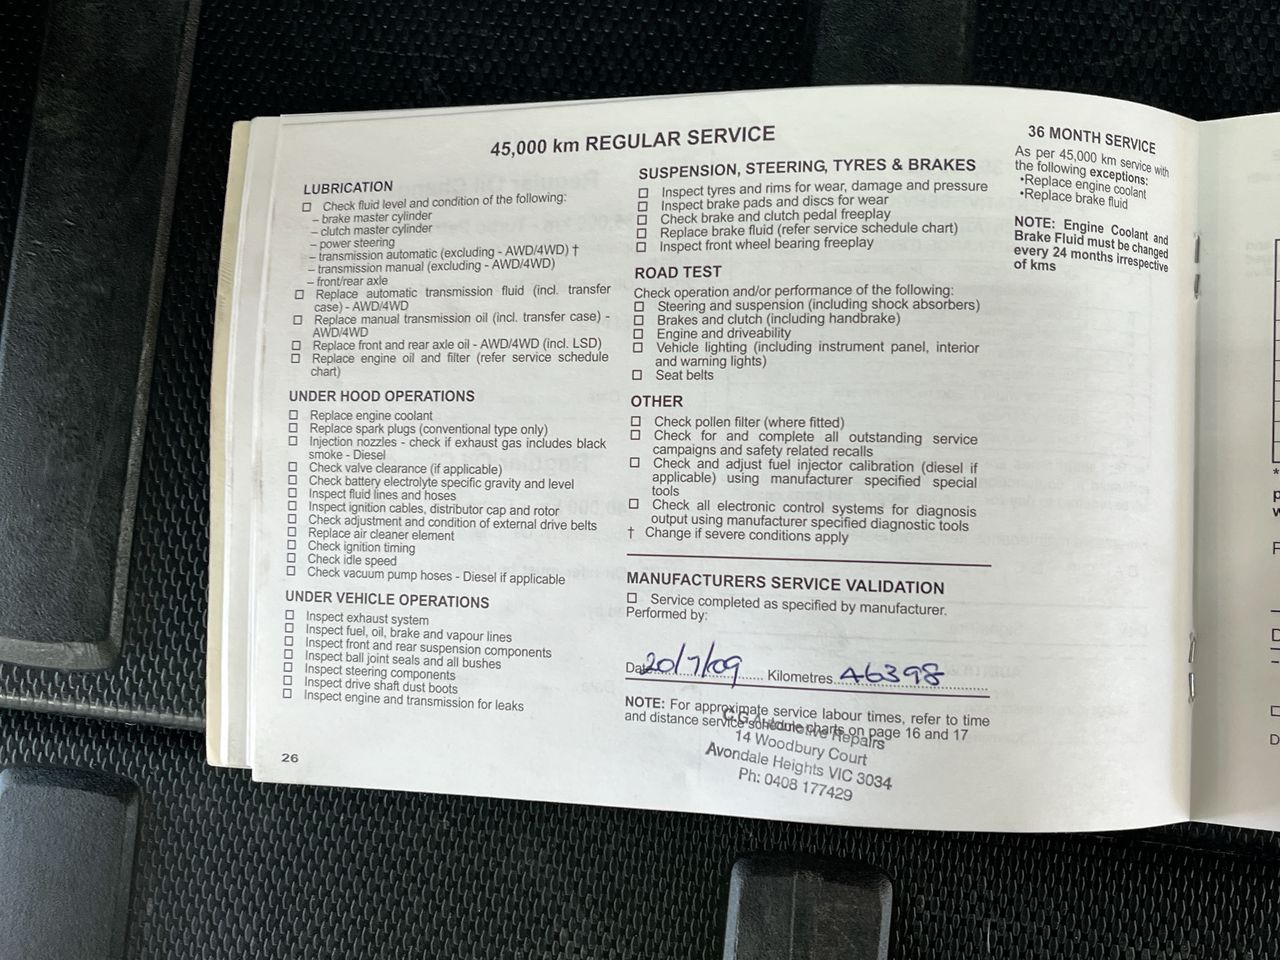 45,000 km REGULAR SERVICE
LUBRICATION
Check fluid level and condition of the following:
– brake master cylinder
– clutch master cylinder
– power steering
– transmission automatic (excluding - AWD/4WD) †
– transmission manual (excluding - AWD/4WD)
– front/rear axle
Replace automatic transmission fluid (incl. transfer
case) - AWD/4WD
Replace manual transmission oil (incl. transfer case) -
AWD/4WD
Replace front and rear axle oil - AWD/4WD (incl. LSD)
Replace engine oil and filter (refer service schedule
chart)
UNDER HOOD OPERATIONS
Replace engine coolant
Replace spark plugs (conventional type only)
Injection nozzles - check if exhaust gas includes black
smoke - Diesel
Check valve clearance (if applicable)
Check battery electrolyte specific gravity and level
Inspect fluid lines and hoses
Inspect ignition cables, distributor cap and rotor
Check adjustment and condition of external drive belts
Replace air cleaner element
Check ignition timing
Check idle speed
Check vacuum pump hoses - Diesel if applicable
UNDER VEHICLE OPERATIONS
Inspect exhaust system
Inspect fuel, oil, brake and vapour lines
Inspect front and rear suspension components
Inspect ball joint seals and all bushes
Inspect steering components
Inspect drive shaft dust boots
Inspect engine and transmission for leaks
26
SUSPENSION, STEERING, TYRES & BRAKES
Inspect tyres and rims for wear, damage and pressure
Inspect brake pads and discs for wear
Check brake and clutch pedal freeplay
Replace brake fluid (refer service schedule chart)
Inspect front wheel bearing freeplay
ROAD TEST
Check operation and/or performance of the following:
Steering and suspension (including shock absorbers)
Brakes and clutch (including handbrake)
Engine and driveability
Vehicle lighting (including instrument panel, interior
and warning lights)
Seat belts
OTHER
Check pollen filter (where fitted)
Check for and complete all outstanding service
campaigns and safety related recalls
Check and adjust fuel injector calibration (diesel if
applicable) using manufacturer specified special
tools
Check all electronic control systems for diagnosis
output using manufacturer specified diagnostic tools
† Change if severe conditions apply
MANUFACTURERS SERVICE VALIDATION
Service completed as specified by manufacturer.
Performed by:
Date 20/7/09 Kilometres 46398
NOTE: For approximate service labour times, refer to time
and distance service schedule charts on page 16 and 17
Automotive Repairs
14 Woodbury Court
Avondale Heights VIC 3034
Ph: 0408 177429
36 MONTH SERVICE
As per 45,000 km service with
the following exceptions:
•Replace engine coolant
•Replace brake fluid
NOTE: Engine Coolant and
Brake Fluid must be changed
every 24 months irrespective
of kms